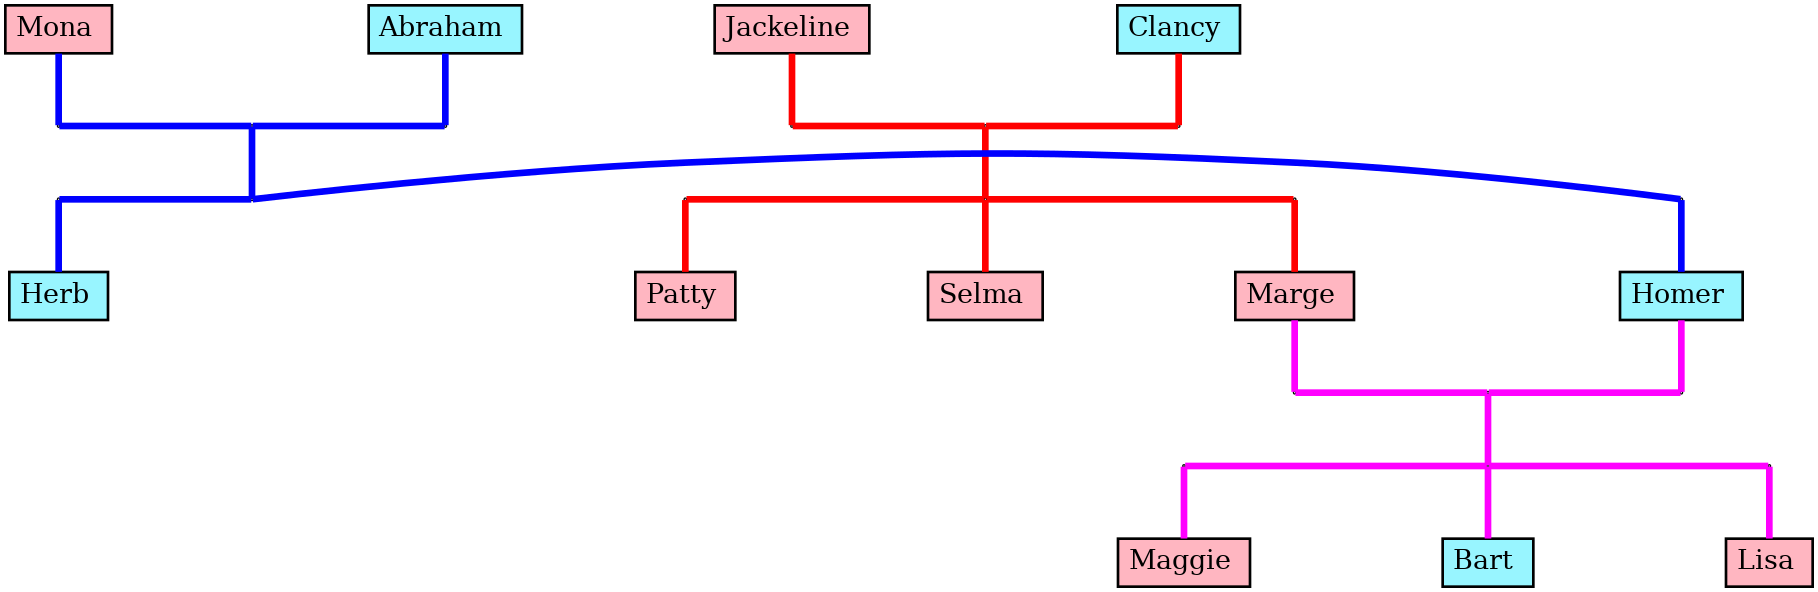 Mona
Abraham
Jackeline
Clancy
Herb
Patty
Selma
Marge
Homer
Maggie
Bart
Lisa